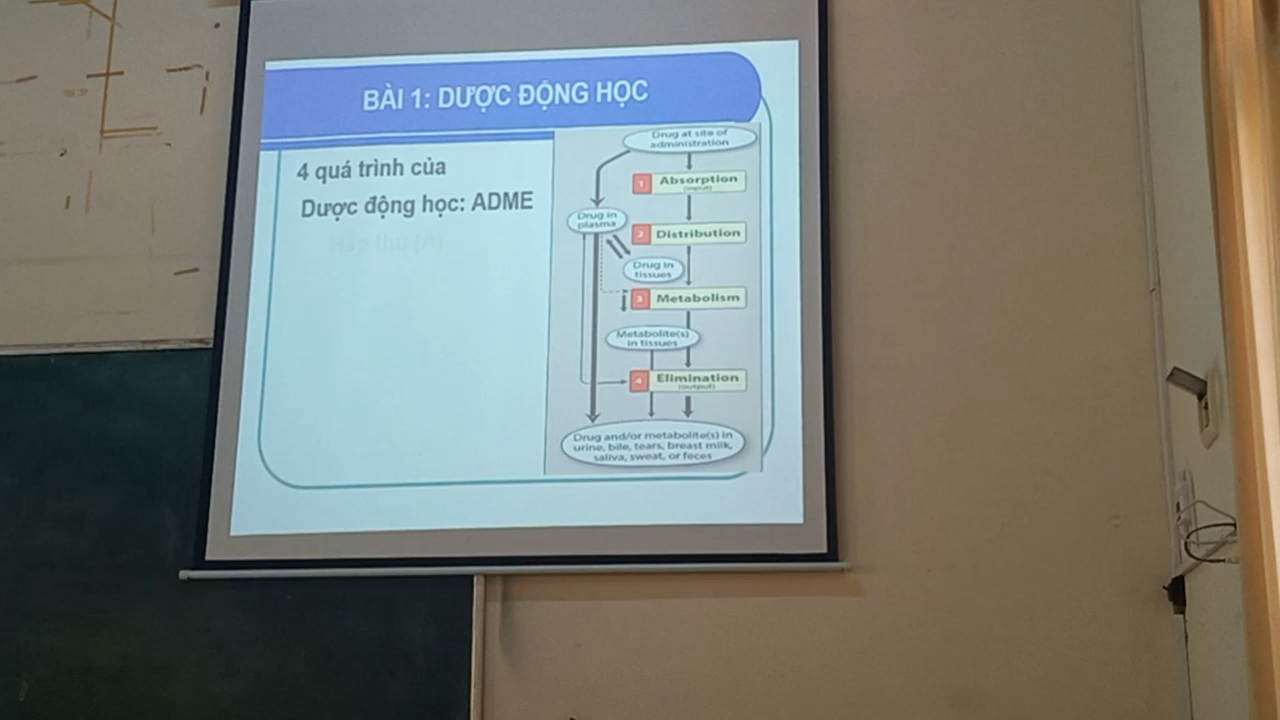 BÀI 1: DƯỢC ĐỘNG HỌC
4 quá trình của
Dược động học: ADME
Hấp thu (A)
Drug at site of
administration
1 Absorption
(input)
Drug in
plasma
2 Distribution
Drug in
tissues
3 Metabolism
Metabolite(s)
in tissues
4 Elimination
(output)
Drug and/or metabolite(s) in
urine, bile, tears, breast milk,
saliva, sweat, or feces